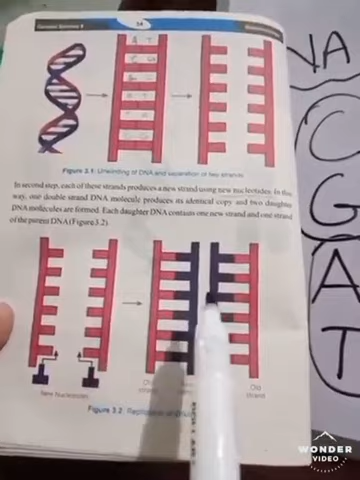 34
Figure 3.1: Unwinding of DNA and separation of two strands
In second step, each of these strands produces a new strand using new nucleotides. In this
way, one double strand DNA molecule produces its identical copy and two daughter
DNA molecules are formed. Each daughter DNA contains one new strand and one strand
of the parent DNA (Figure 3.2).
New Nucleotides
Old
strand
Figure 3.2
NA
C
G
A
T
WONDER
VIDEO